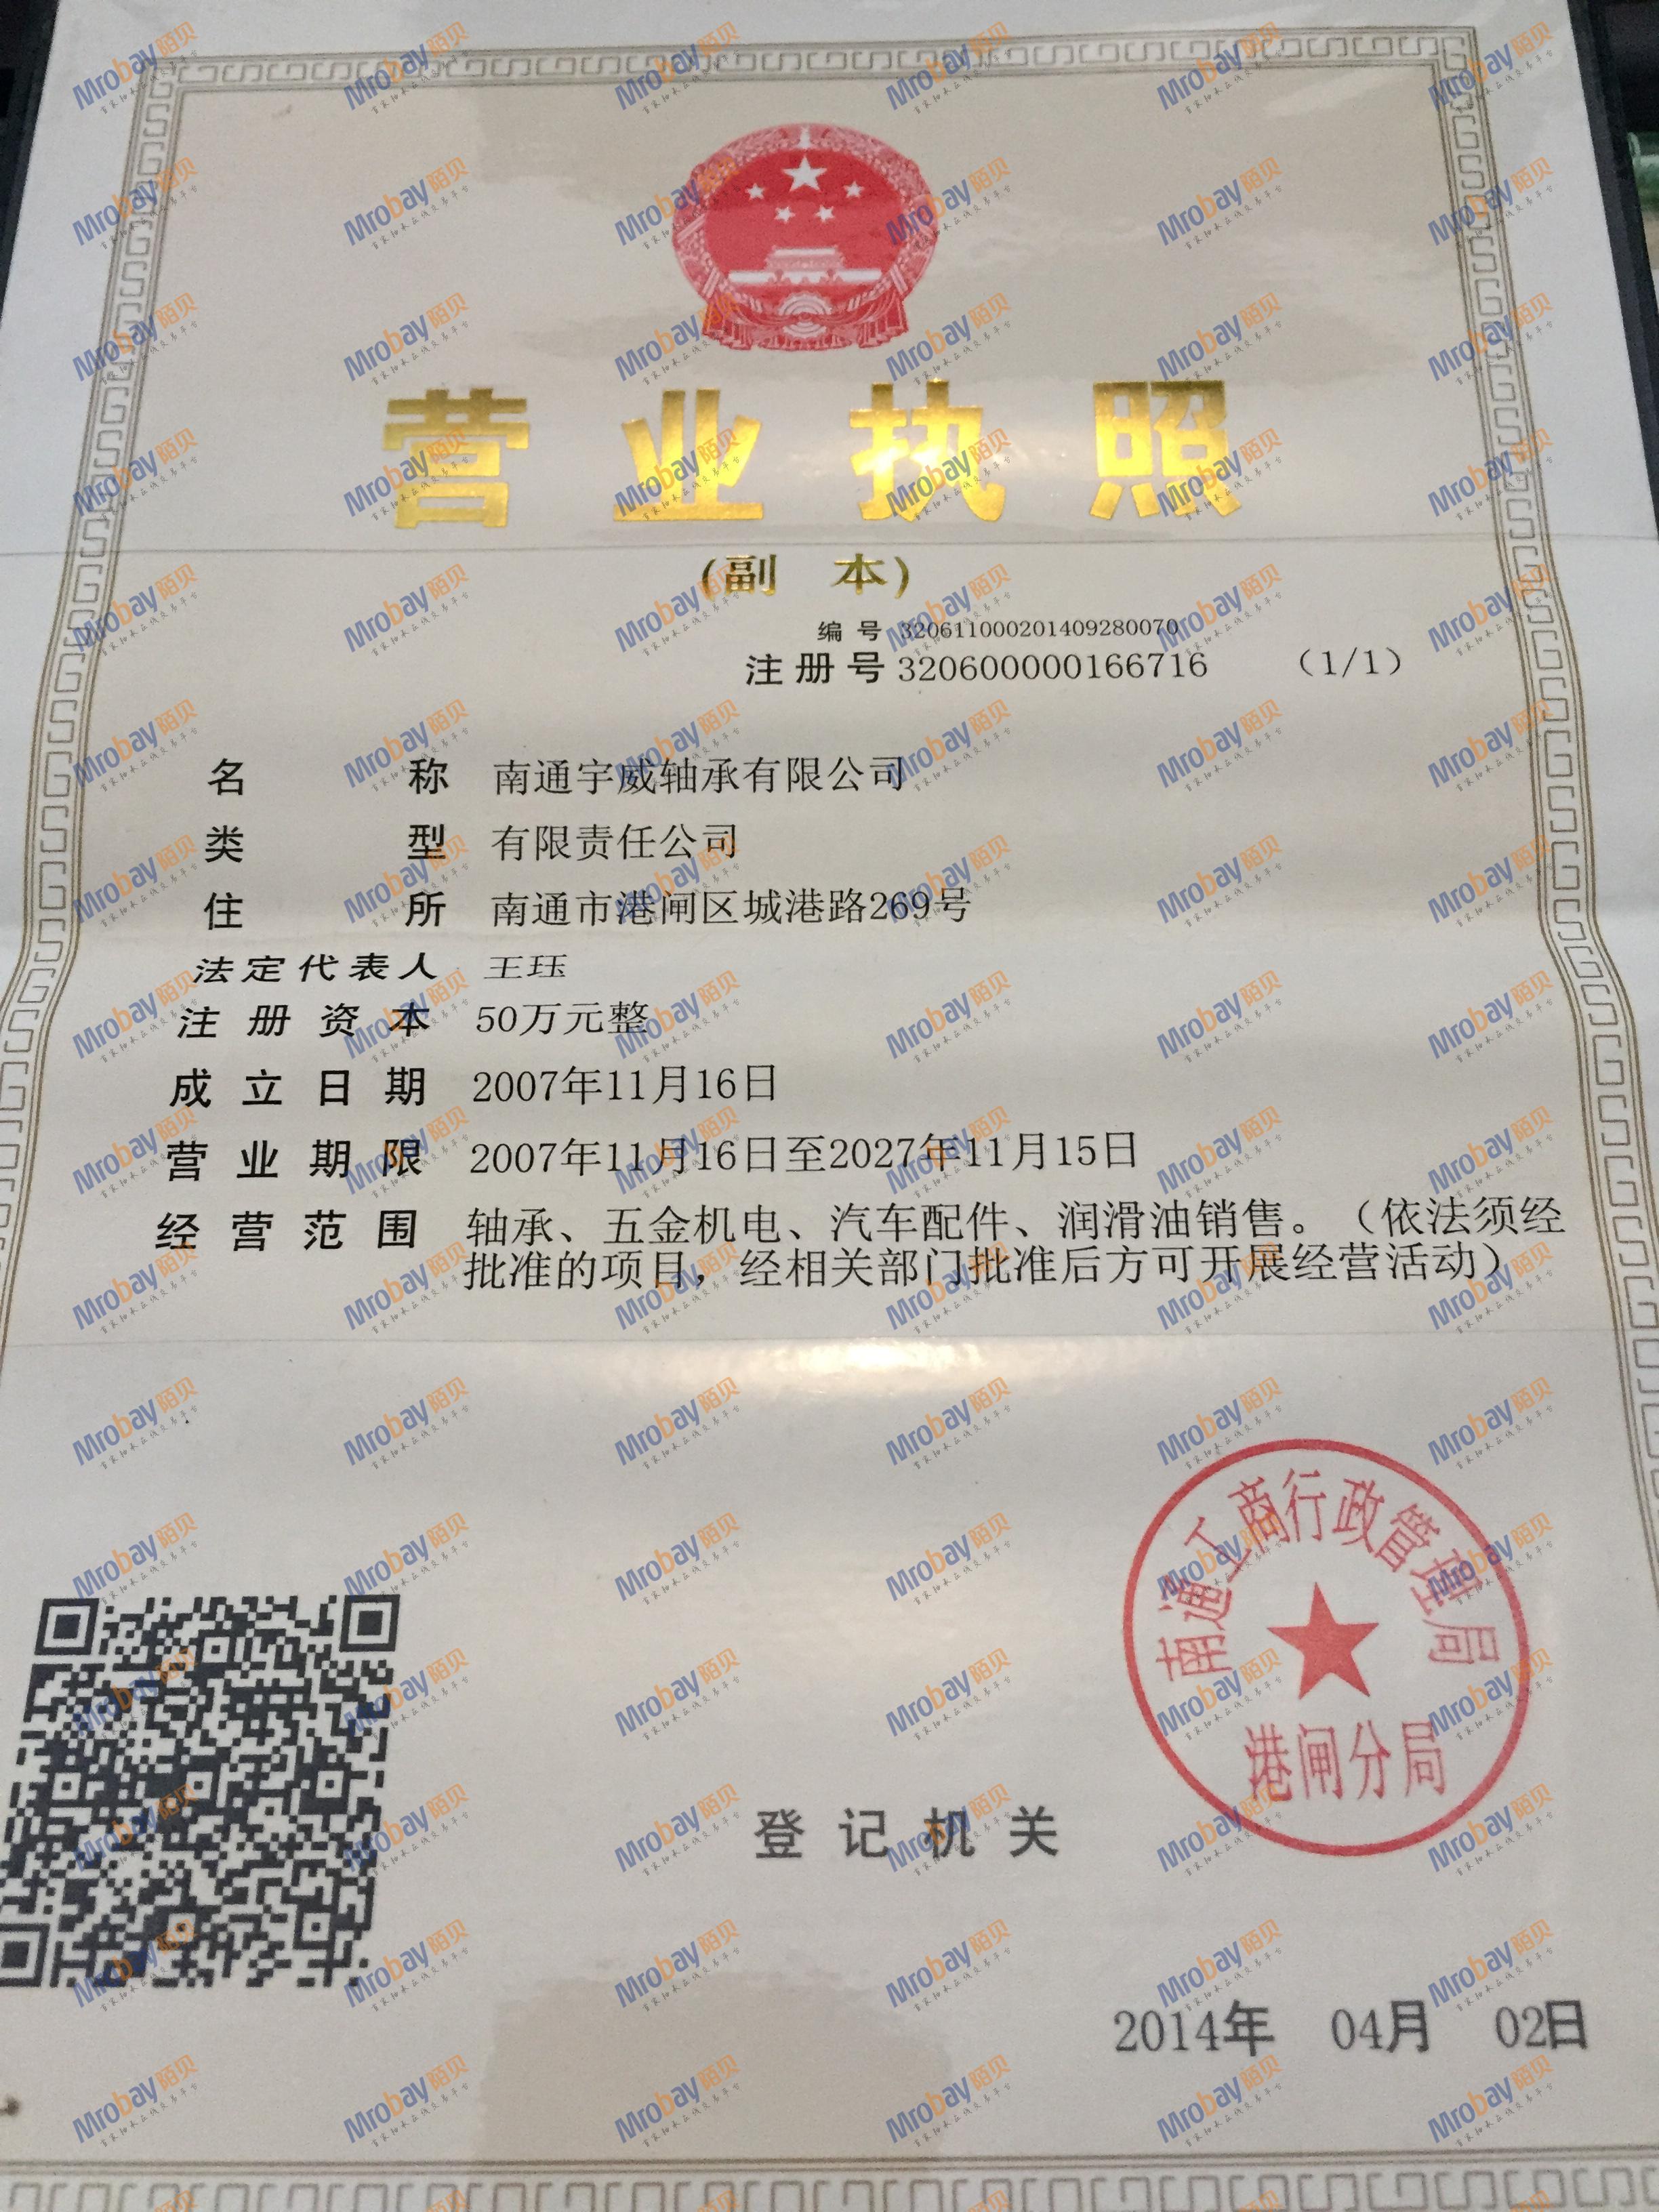 营业执照
(副 本)
编号 320611000201409280070
注册号 320600000166716 （1/1）
名 称 南通宇威轴承有限公司
类 型 有限责任公司
住 所 南通市港闸区城港路269号
法定代表人 王珏
注册资本 50万元整
成立日期 2007年11月16日
营业期限 2007年11月16日至2027年11月15日
经营范围 轴承、五金机电、汽车配件、润滑油销售。（依法须经
批准的项目，经相关部门批准后方可开展经营活动）
南通工商行政管理局
港闸分局
登记机关
2014年 04月 02日
Mrobay陌贝